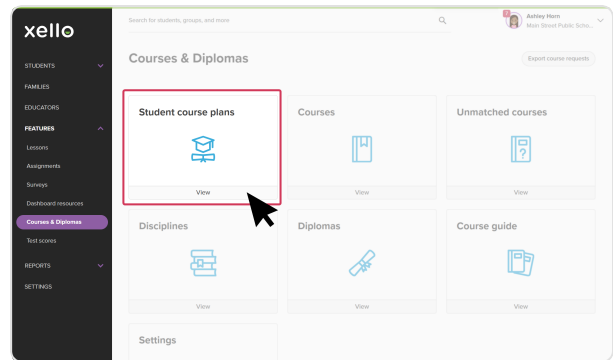 xello
Search for students, groups, and more
Ashley Horn
Main Street Public Scho...
STUDENTS
FAMILIES
EDUCATORS
FEATURES
Lessons
Assignments
Surveys
Dashboard resources
Courses & Diplomas
Test scores
REPORTS
SETTINGS
Courses & Diplomas
Export course requests
Student course plans
Courses
Unmatched courses
View
View
View
Disciplines
Diplomas
Course guide
View
View
View
Settings